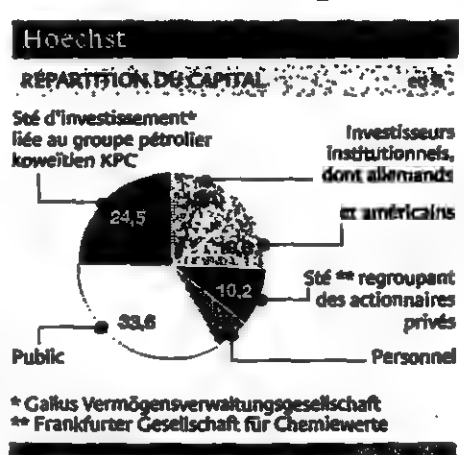 Hoechst
RÉPARTITION DU CAPITAL en %
Sté d'investissement*
liée au groupe pétrolier
koweïtien KPC
Investisseurs
institutionnels,
dont allemands
et américains
24,5
10,2
Sté ** regroupant
des actionnaires
privés
33,6
Public
Personnel
* Gallus Vermögensverwaltungsgesellschaft
** Frankfurter Gesellschaft für Chemiewerte